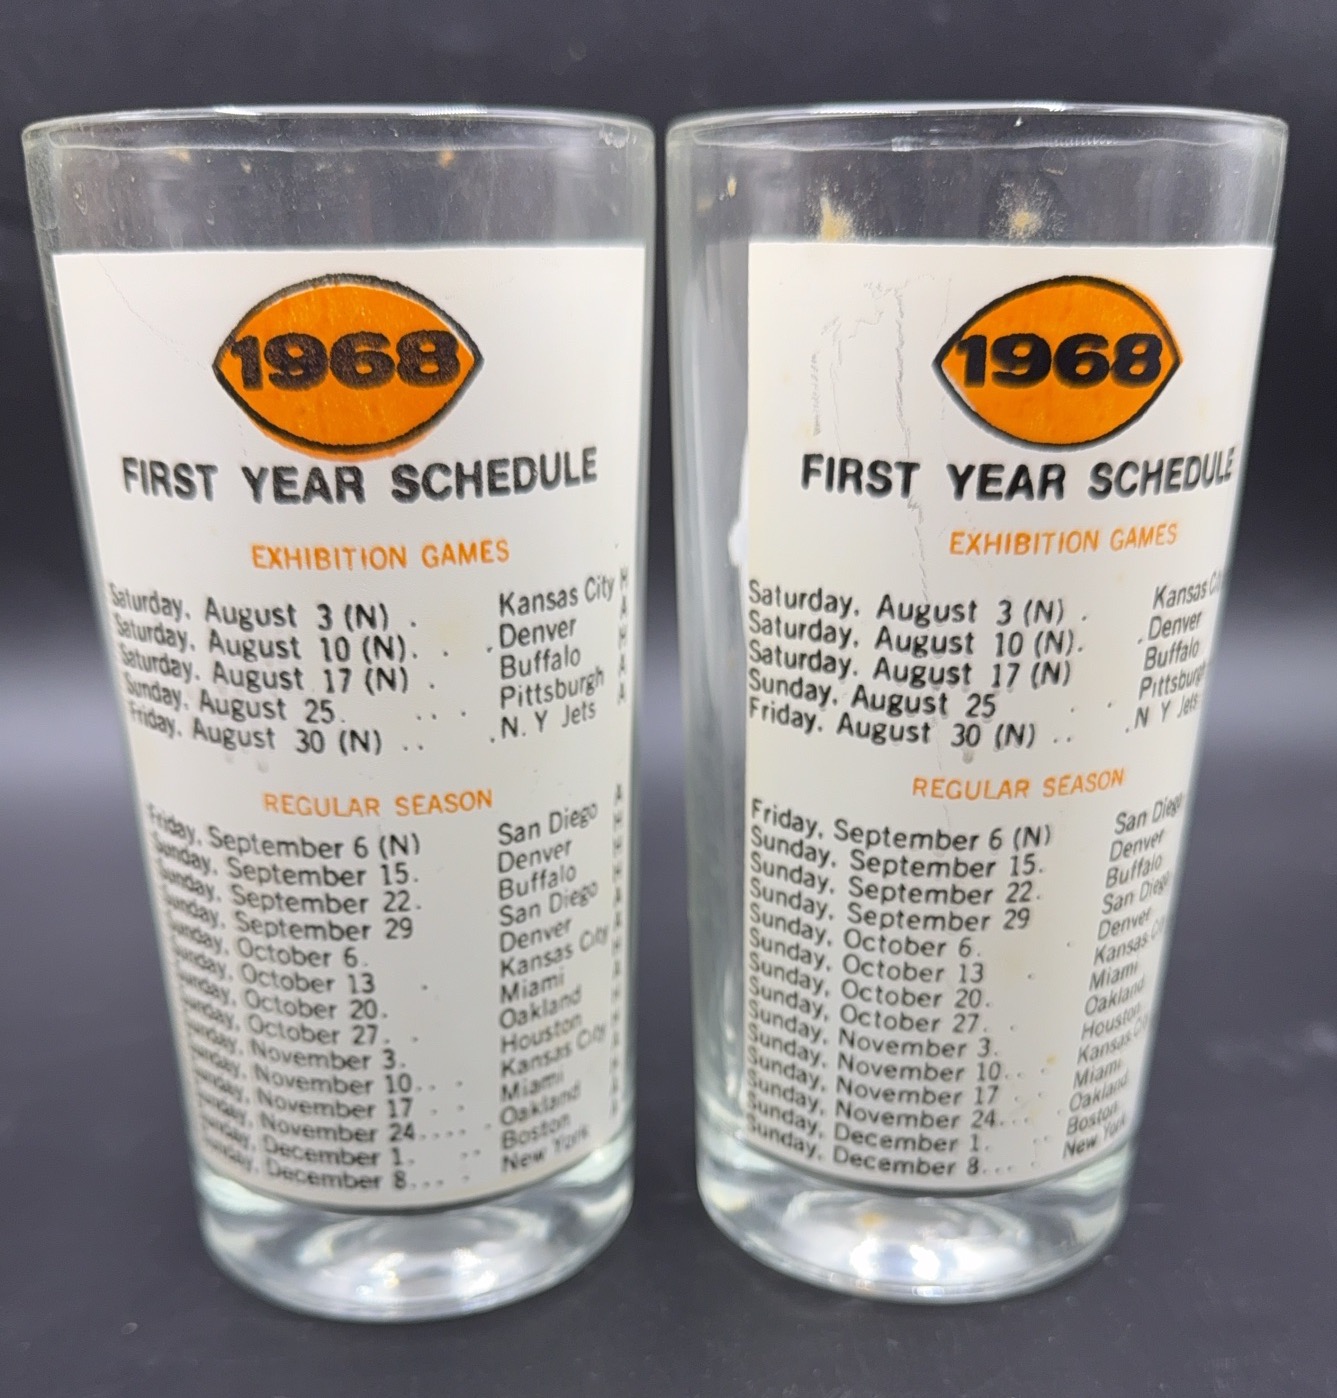 1968
FIRST YEAR SCHEDULE
EXHIBITION GAMES
Saturday, August 3 (N) . Kansas City H
Saturday, August 10 (N). . . Denver A
Saturday, August 17 (N) . Buffalo H
Sunday, August 25. ... . Pittsburgh A
Friday, August 30 (N) .. . N. Y Jets A
REGULAR SEASON
Friday, September 6 (N) San Diego A
Sunday, September 15. Denver H
Sunday, September 22. Buffalo H
Sunday, September 29 San Diego H
Sunday, October 6. Denver A
Sunday, October 13 . Kansas City H
Sunday, October 20. Miami
Sunday, October 27. . Oakland
Sunday, November 3. Houston
Sunday, November 10.. . Kansas City
Sunday, November 17 . . Miami
Sunday, November 24.... . Oakland
Sunday, December 1. .. Boston
Sunday, December 8... . New York
1968
FIRST YEAR SCHEDULE
EXHIBITION GAMES
Saturday, August 3 (N) . Kansas
Saturday, August 10 (N). . Denver
Saturday, August 17 (N) Buffalo
Sunday, August 25 . . Pittsburg
Friday, August 30 (N) .. . N Y Jets
REGULAR SEASON
Friday, September 6 (N) San Diego
Sunday, September 15. Denver
Sunday, September 22. Buffalo
Sunday, September 29 San Diego
Sunday, October 6. . Denver
Sunday, October 13 . Kansas
Sunday, October 20. Miami
Sunday, October 27. . Oakland
Sunday, November 3. Houston
Sunday, November 10.. . Kansas
Sunday, November 17 . . Miami
Sunday, November 24... . Oakland
Sunday, December 1. .. Boston
Sunday, December 8... . New York